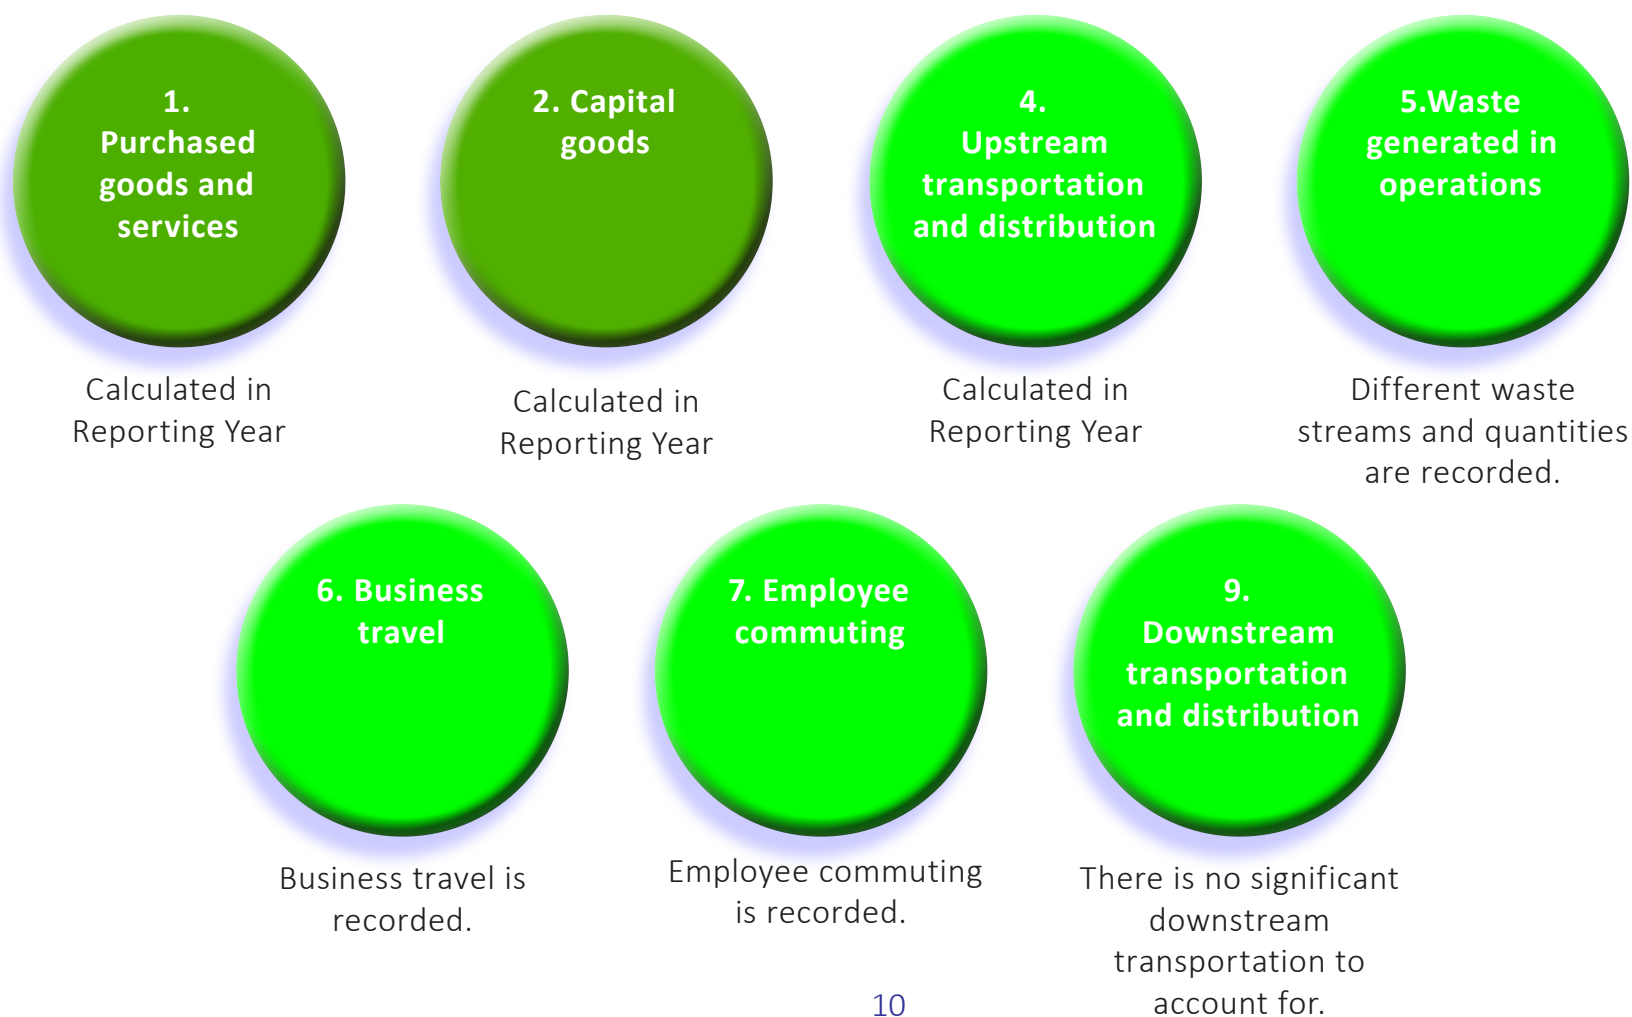 1.
Purchased
goods and
services
Calculated in
Reporting Year
2. Capital
goods
Calculated in
Reporting Year
4.
Upstream
transportation
and distribution
Calculated in
Reporting Year
5.Waste
generated in
operations
Different waste
streams and quantities
are recorded.
6. Business
travel
Business travel is
recorded.
7. Employee
commuting
Employee commuting
is recorded.
9.
Downstream
transportation
and distribution
There is no significant
downstream
transportation to
account for.
10